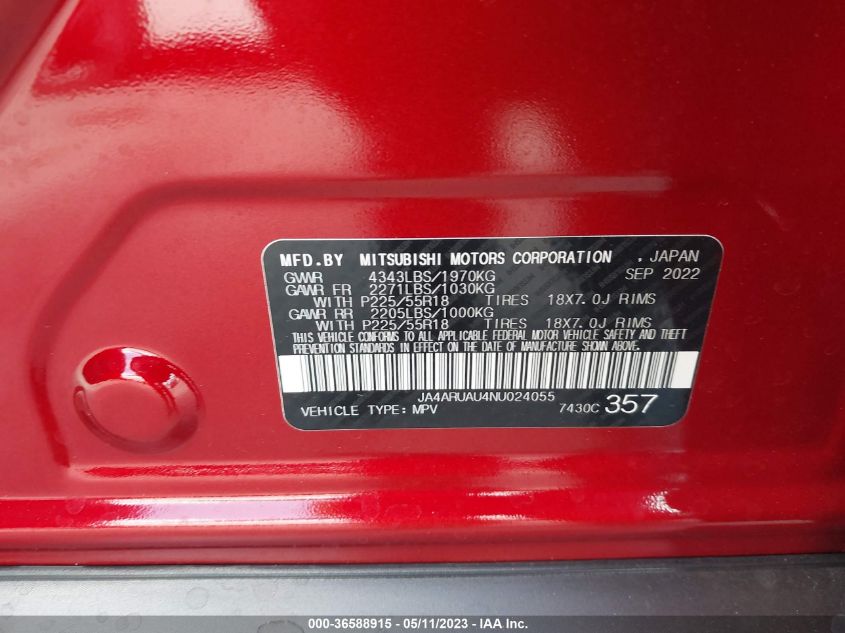 MFD.BY MITSUBISHI MOTORS CORPORATION . JAPAN
GVWR 4343LBS/1970KG SEP 2022
GAWR FR 2271LBS/1030KG
WITH P225/55R18 TIRES 18X7.0J RIMS
GAWR RR 2205LBS/1000KG
WITH P225/55R18 TIRES 18X7.0J RIMS
THIS VEHICLE CONFORMS TO ALL APPLICABLE FEDERAL MOTOR VEHICLE SAFETY AND THEFT
PREVENTION STANDARDS IN EFFECT ON THE DATE OF MANUFACTURE SHOWN ABOVE.
JA4ARUAU4NU024055
VEHICLE TYPE: MPV 7430C 357
000-36588915 - 05/11/2023 - © IAA Holdings, LLC.